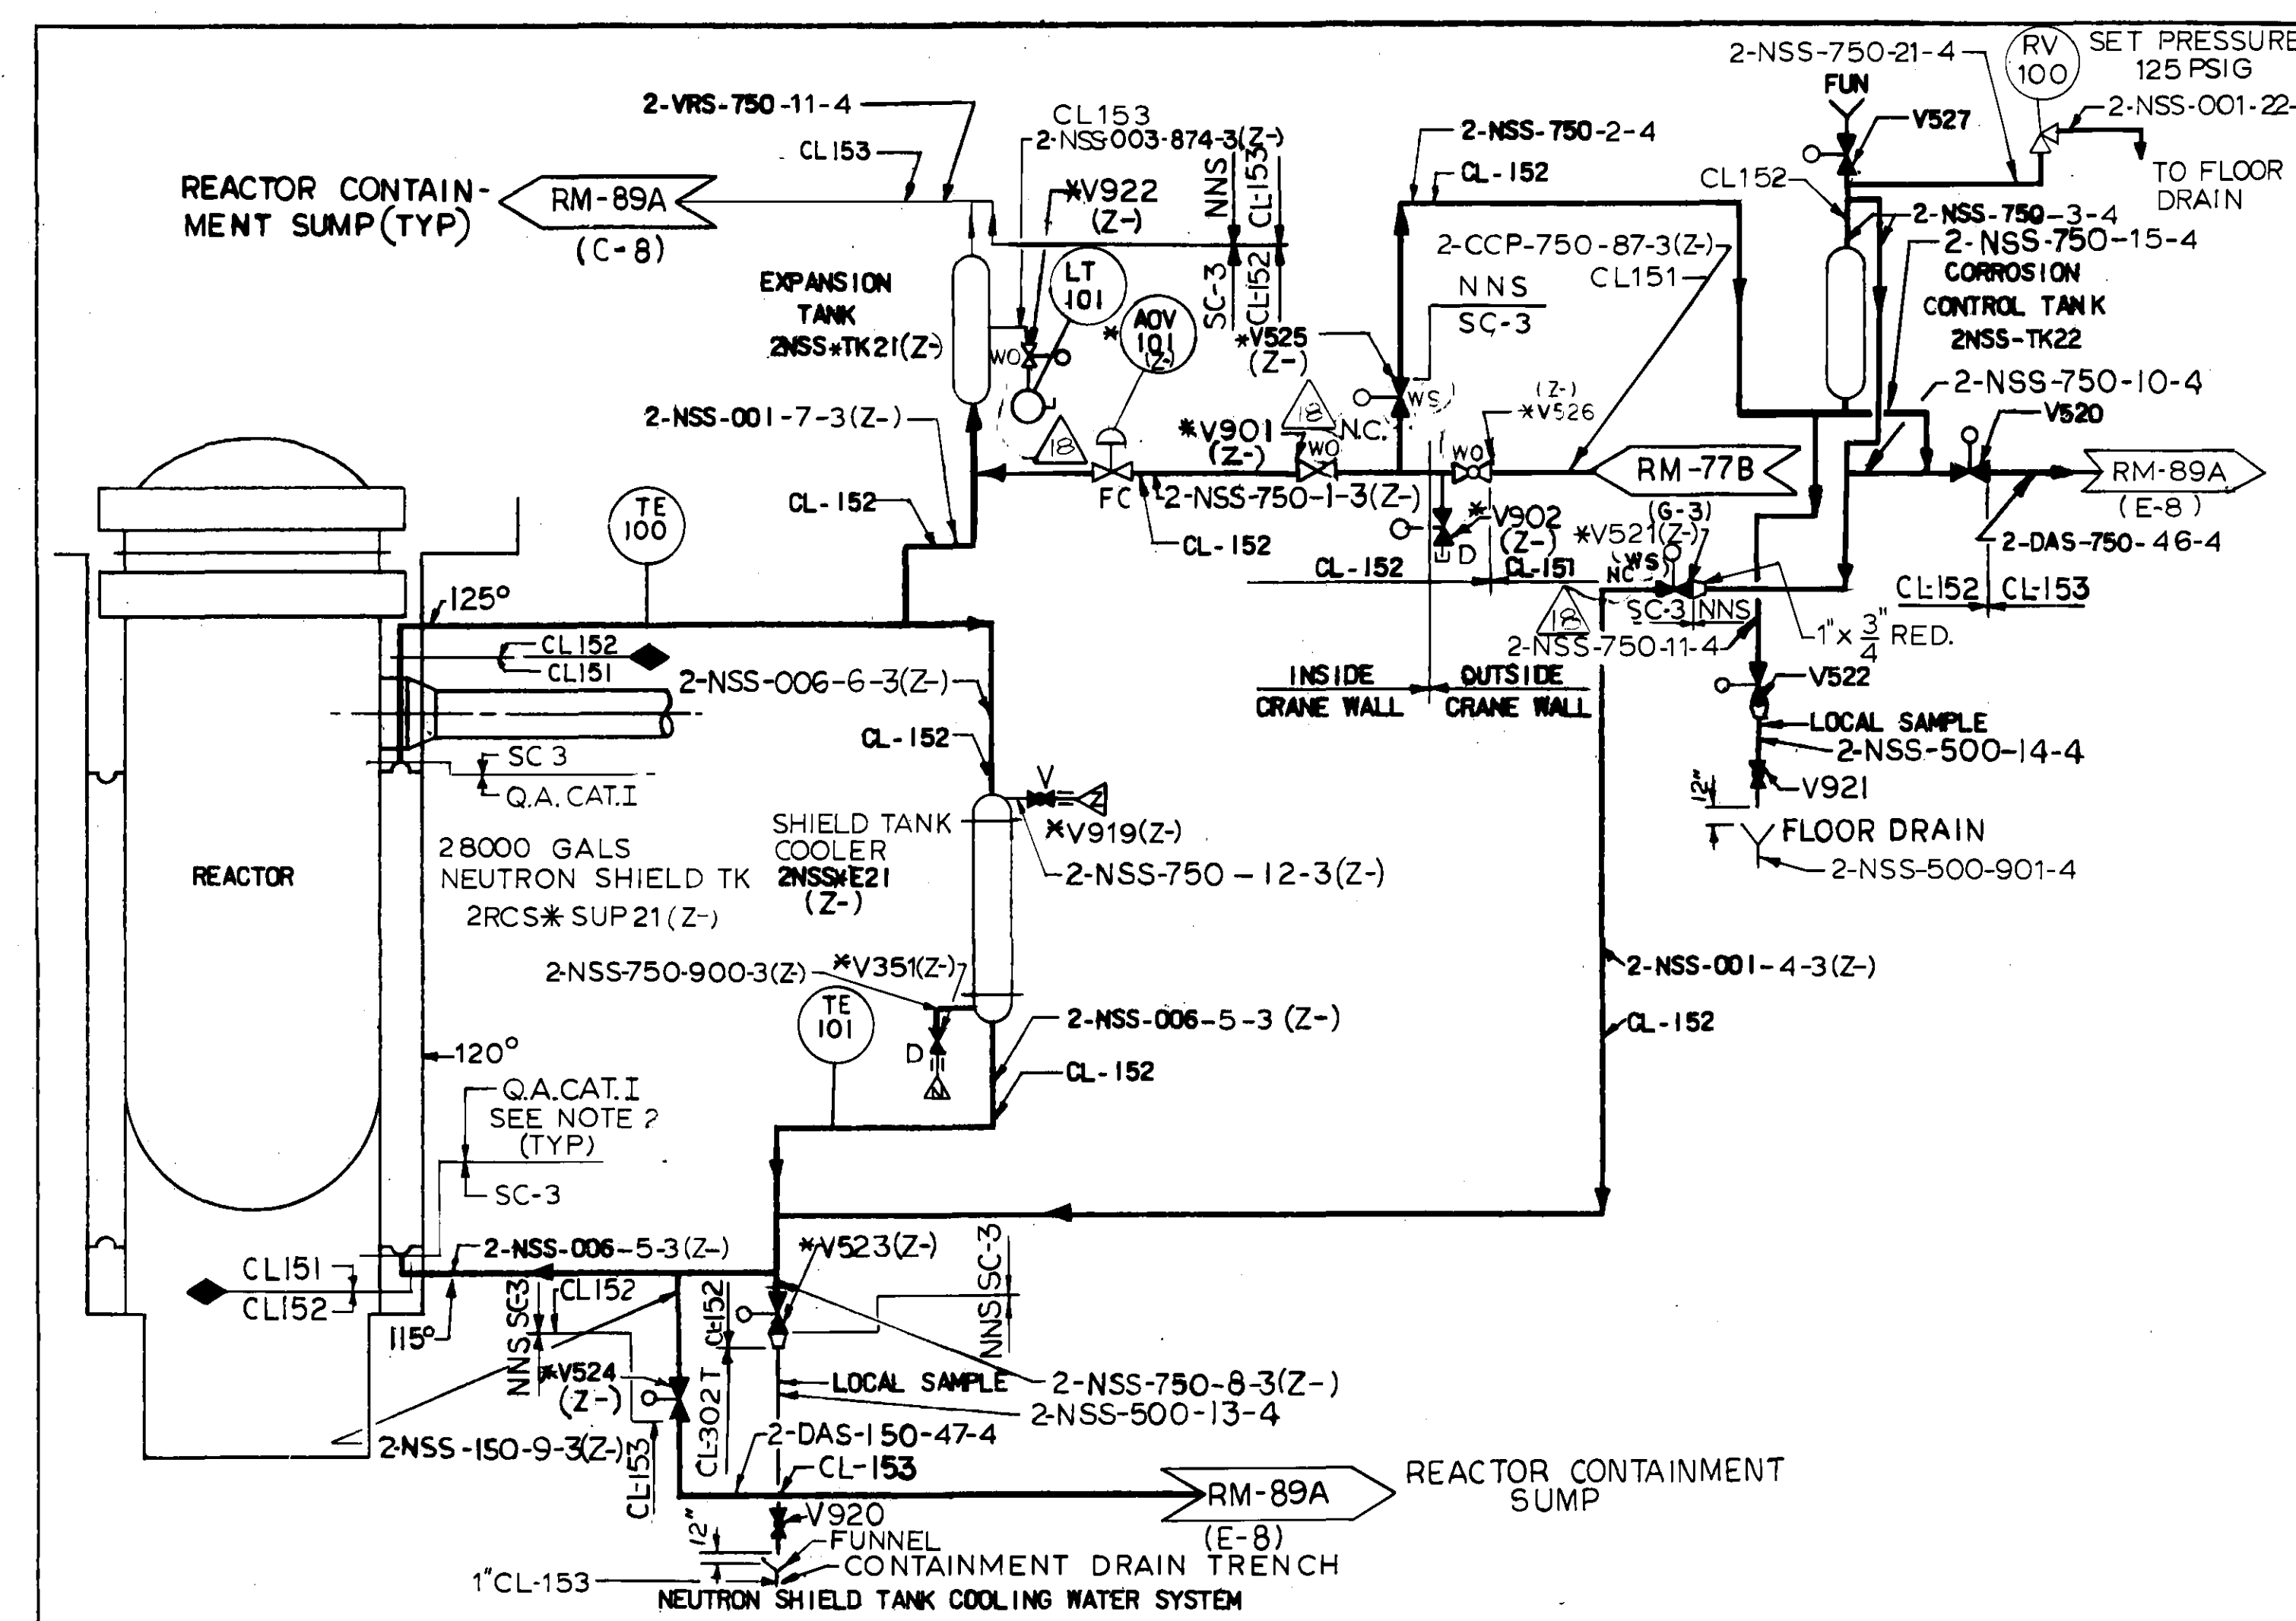 2-NSS-750-21-4
RV
100
SET PRESSURE
125 PSIG
FUN
2-NSS-001-22-
V527
TO FLOOR
DRAIN
CL152
2-NSS-750-3-4
2-NSS-750-15-4
CORROSION
CONTROL TANK
2NSS-TK22
2-NSS-750-10-4
V520
RM-89A
(E-8)
2-DAS-750-46-4
CL-152
CL-153
2-VRS-750-11-4
CL153
CL153
2-NSS-003-874-3(Z-)
REACTOR CONTAIN-
MENT SUMP(TYP)
RM-89A
(C-8)
*V922
(Z-)
NNS
CL-153
SC-3
CL152
EXPANSION
TANK
2NSS*TK21(Z-)
LT
101
WO
*
AOV
101
(Z-)
2-NSS-750-2-4
CL-152
2-CCP-750-87-3(Z-)
CL151
NNS
SC-3
*V525
(Z-)
WS
(Z-)
*V526
18
N.C.
WO
2-NSS-001-7-3(Z-)
18
*V901
(Z-)
WO
RM-77B
(G-3)
FC
2-NSS-750-1-3(Z-)
CL-152
CL-152
*V902
(Z-)
D
*V521(Z-)
WS
NC
CL-152
CL-151
18
SC-3
NNS
1" x 3/4" RED.
2-NSS-750-11-4
INSIDE
CRANE WALL
OUTSIDE
CRANE WALL
V522
LOCAL SAMPLE
2-NSS-500-14-4
V921
12"
FLOOR DRAIN
2-NSS-500-901-4
TE
100
125°
CL152
CL151
2-NSS-006-6-3(Z-)
CL-152
SC 3
Q.A. CAT.I
28000 GALS
NEUTRON SHIELD TK
2RCS*SUP21(Z-)
REACTOR
SHIELD TANK
COOLER
2NSS*E21
(Z-)
V
N
*V919(Z-)
2-NSS-750-12-3(Z-)
2-NSS-750-900-3(Z-)
*V351(Z-)
TE
101
D
N
2-NSS-006-5-3 (Z-)
CL-152
2-NSS-001-4-3(Z-)
CL-152
120°
Q.A.CAT.I
SEE NOTE 2
(TYP)
SC-3
2-NSS-006-5-3(Z-)
CL151
CL152
115°
SC-3
NNS
CL152
*V523(Z-)
CL-152
SC-3
NNS
*V524
(Z-)
CL-302T
LOCAL SAMPLE
2-NSS-750-8-3(Z-)
2-NSS-500-13-4
2-NSS-150-9-3(Z-)
CL-153
2-DAS-150-47-4
CL-153
RM-89A
(E-8)
REACTOR CONTAINMENT
SUMP
V920
12"
FUNNEL
CONTAINMENT DRAIN TRENCH
1"CL-153
NEUTRON SHIELD TANK COOLING WATER SYSTEM